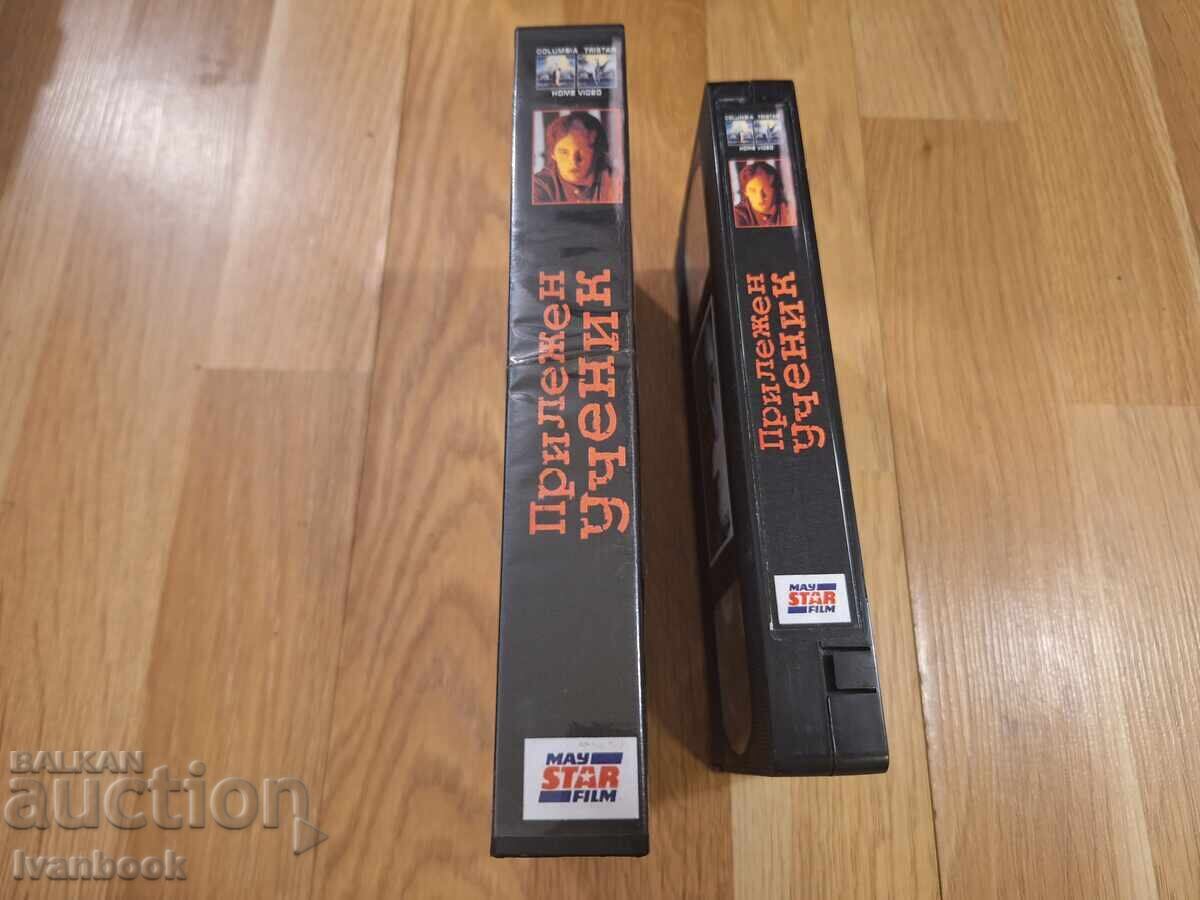 COLUMBIA TRISTAR
HOME VIDEO
Прилежен
ученик
MAY
STAR
FILM
COLUMBIA TRISTAR
HOME VIDEO
Прилежен
ученик
MAY
STAR
FILM
BALKAN
auction
Ivanbook